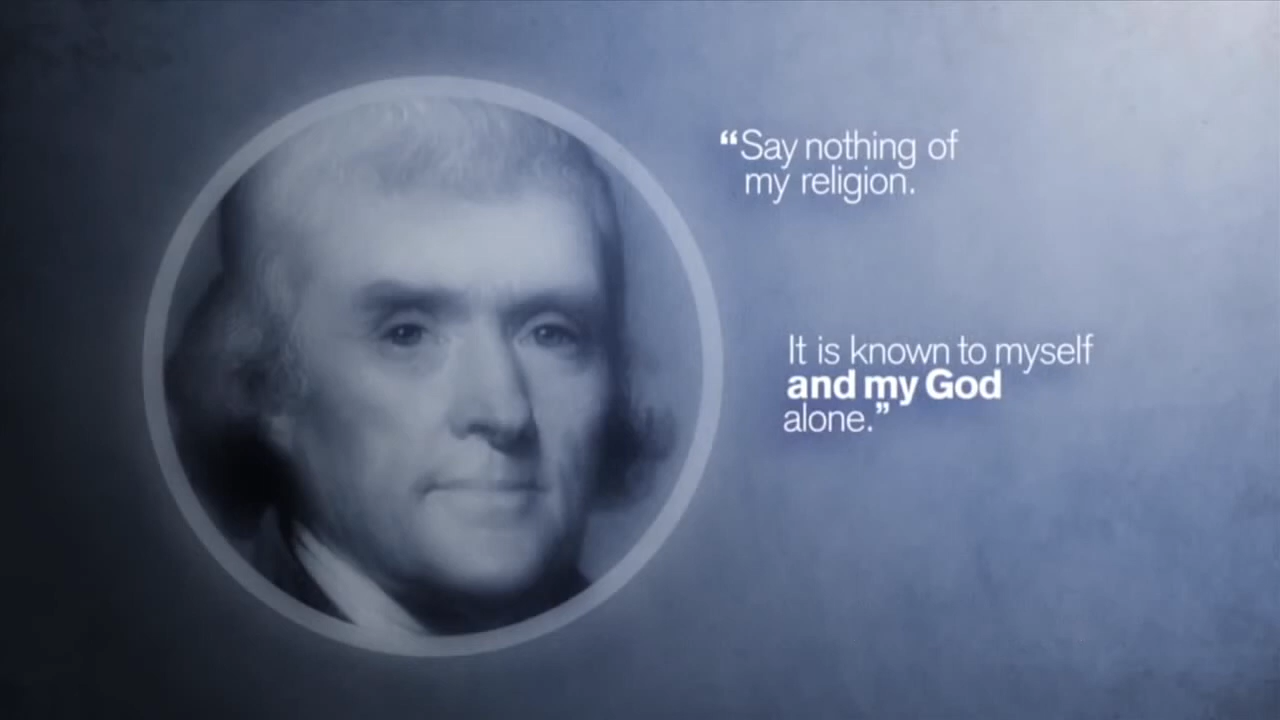 “Say nothing of
my religion.
It is known to myself
and my God
alone.”